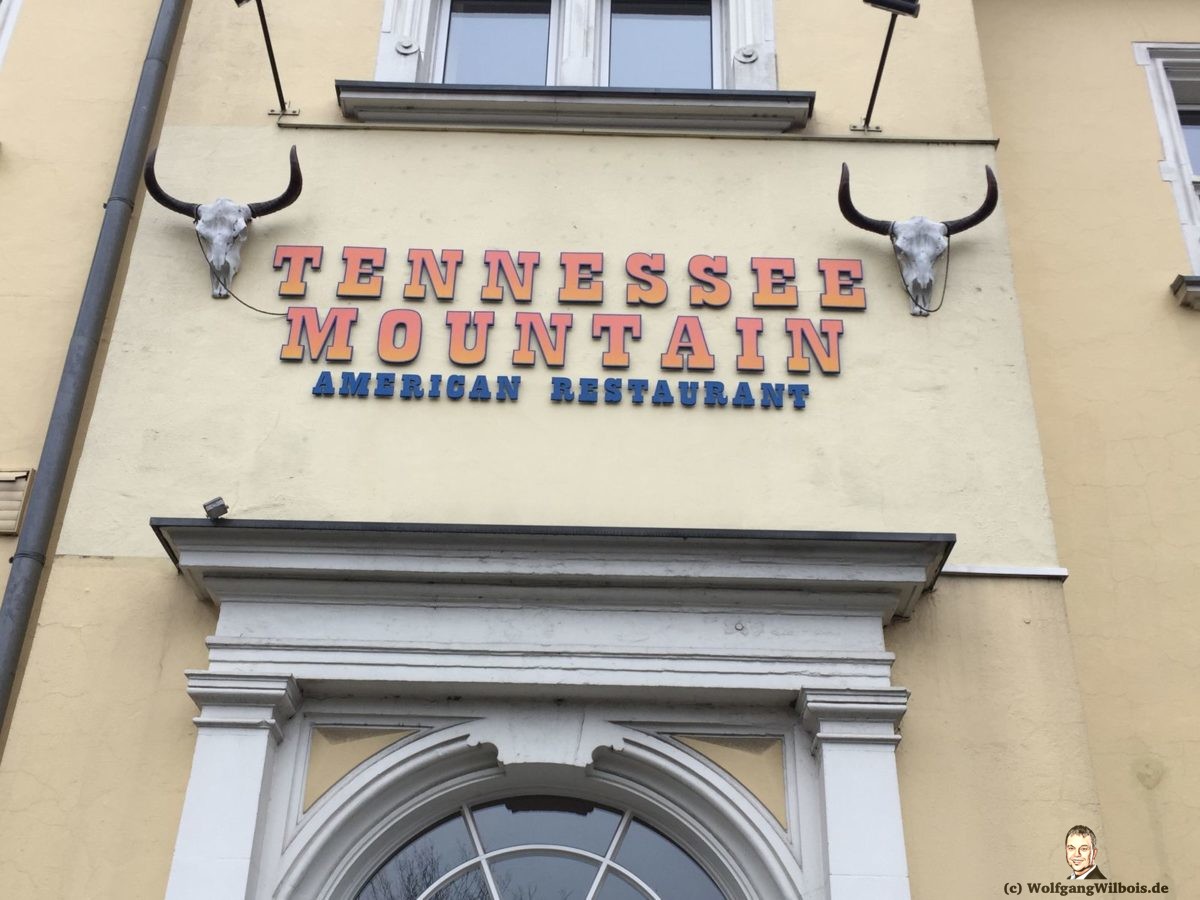 TENNESSEE
MOUNTAIN
AMERICAN RESTAURANT
(c) WolfgangWilbois.de